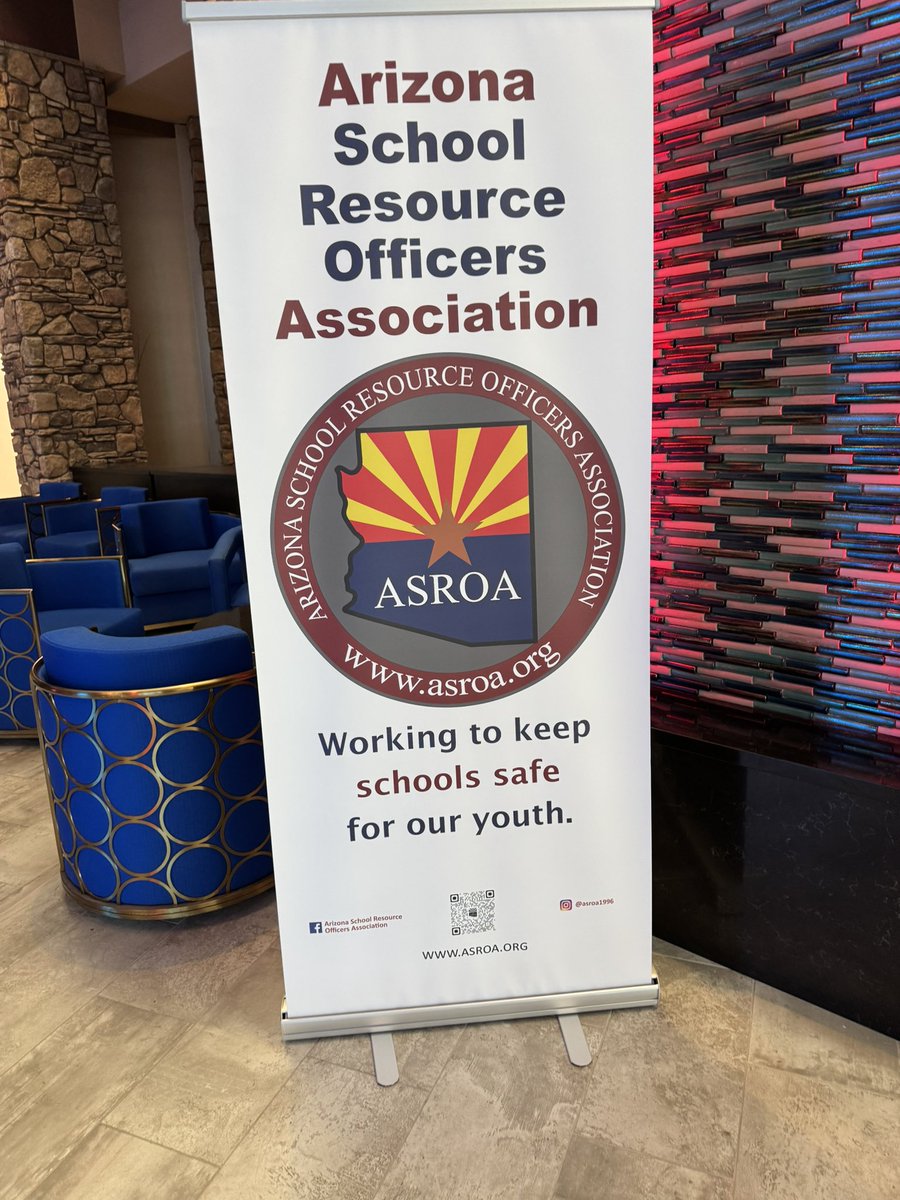 Arizona
School
Resource
Officers
Association
ARIZONA SCHOOL RESOURCE OFFICERS ASSOCIATION
ASROA
www.asroa.org
Working to keep
schools safe
for our youth.
Arizona School Resource
Officers Association
@asroa1996
WWW.ASROA.ORG